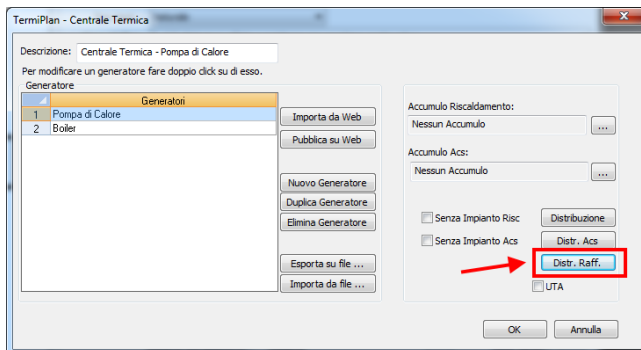 TermiPlan - Centrale Termica
Descrizione: Centrale Termica - Pompa di Calore
Per modificare un generatore fare doppio click su di esso.
Generatore
Generatori
1 Pompa di Calore
2 Boiler
Importa da Web
Pubblica su Web
Nuovo Generatore
Duplica Generatore
Elimina Generatore
Esporta su file ...
Importa da file ...
Accumulo Riscaldamento:
Nessun Accumulo ...
Accumulo Acs:
Nessun Accumulo ...
Senza Impianto Risc Distribuzione
Senza Impianto Acs Distr. Acs
Distr. Raff.
UTA
OK Annulla